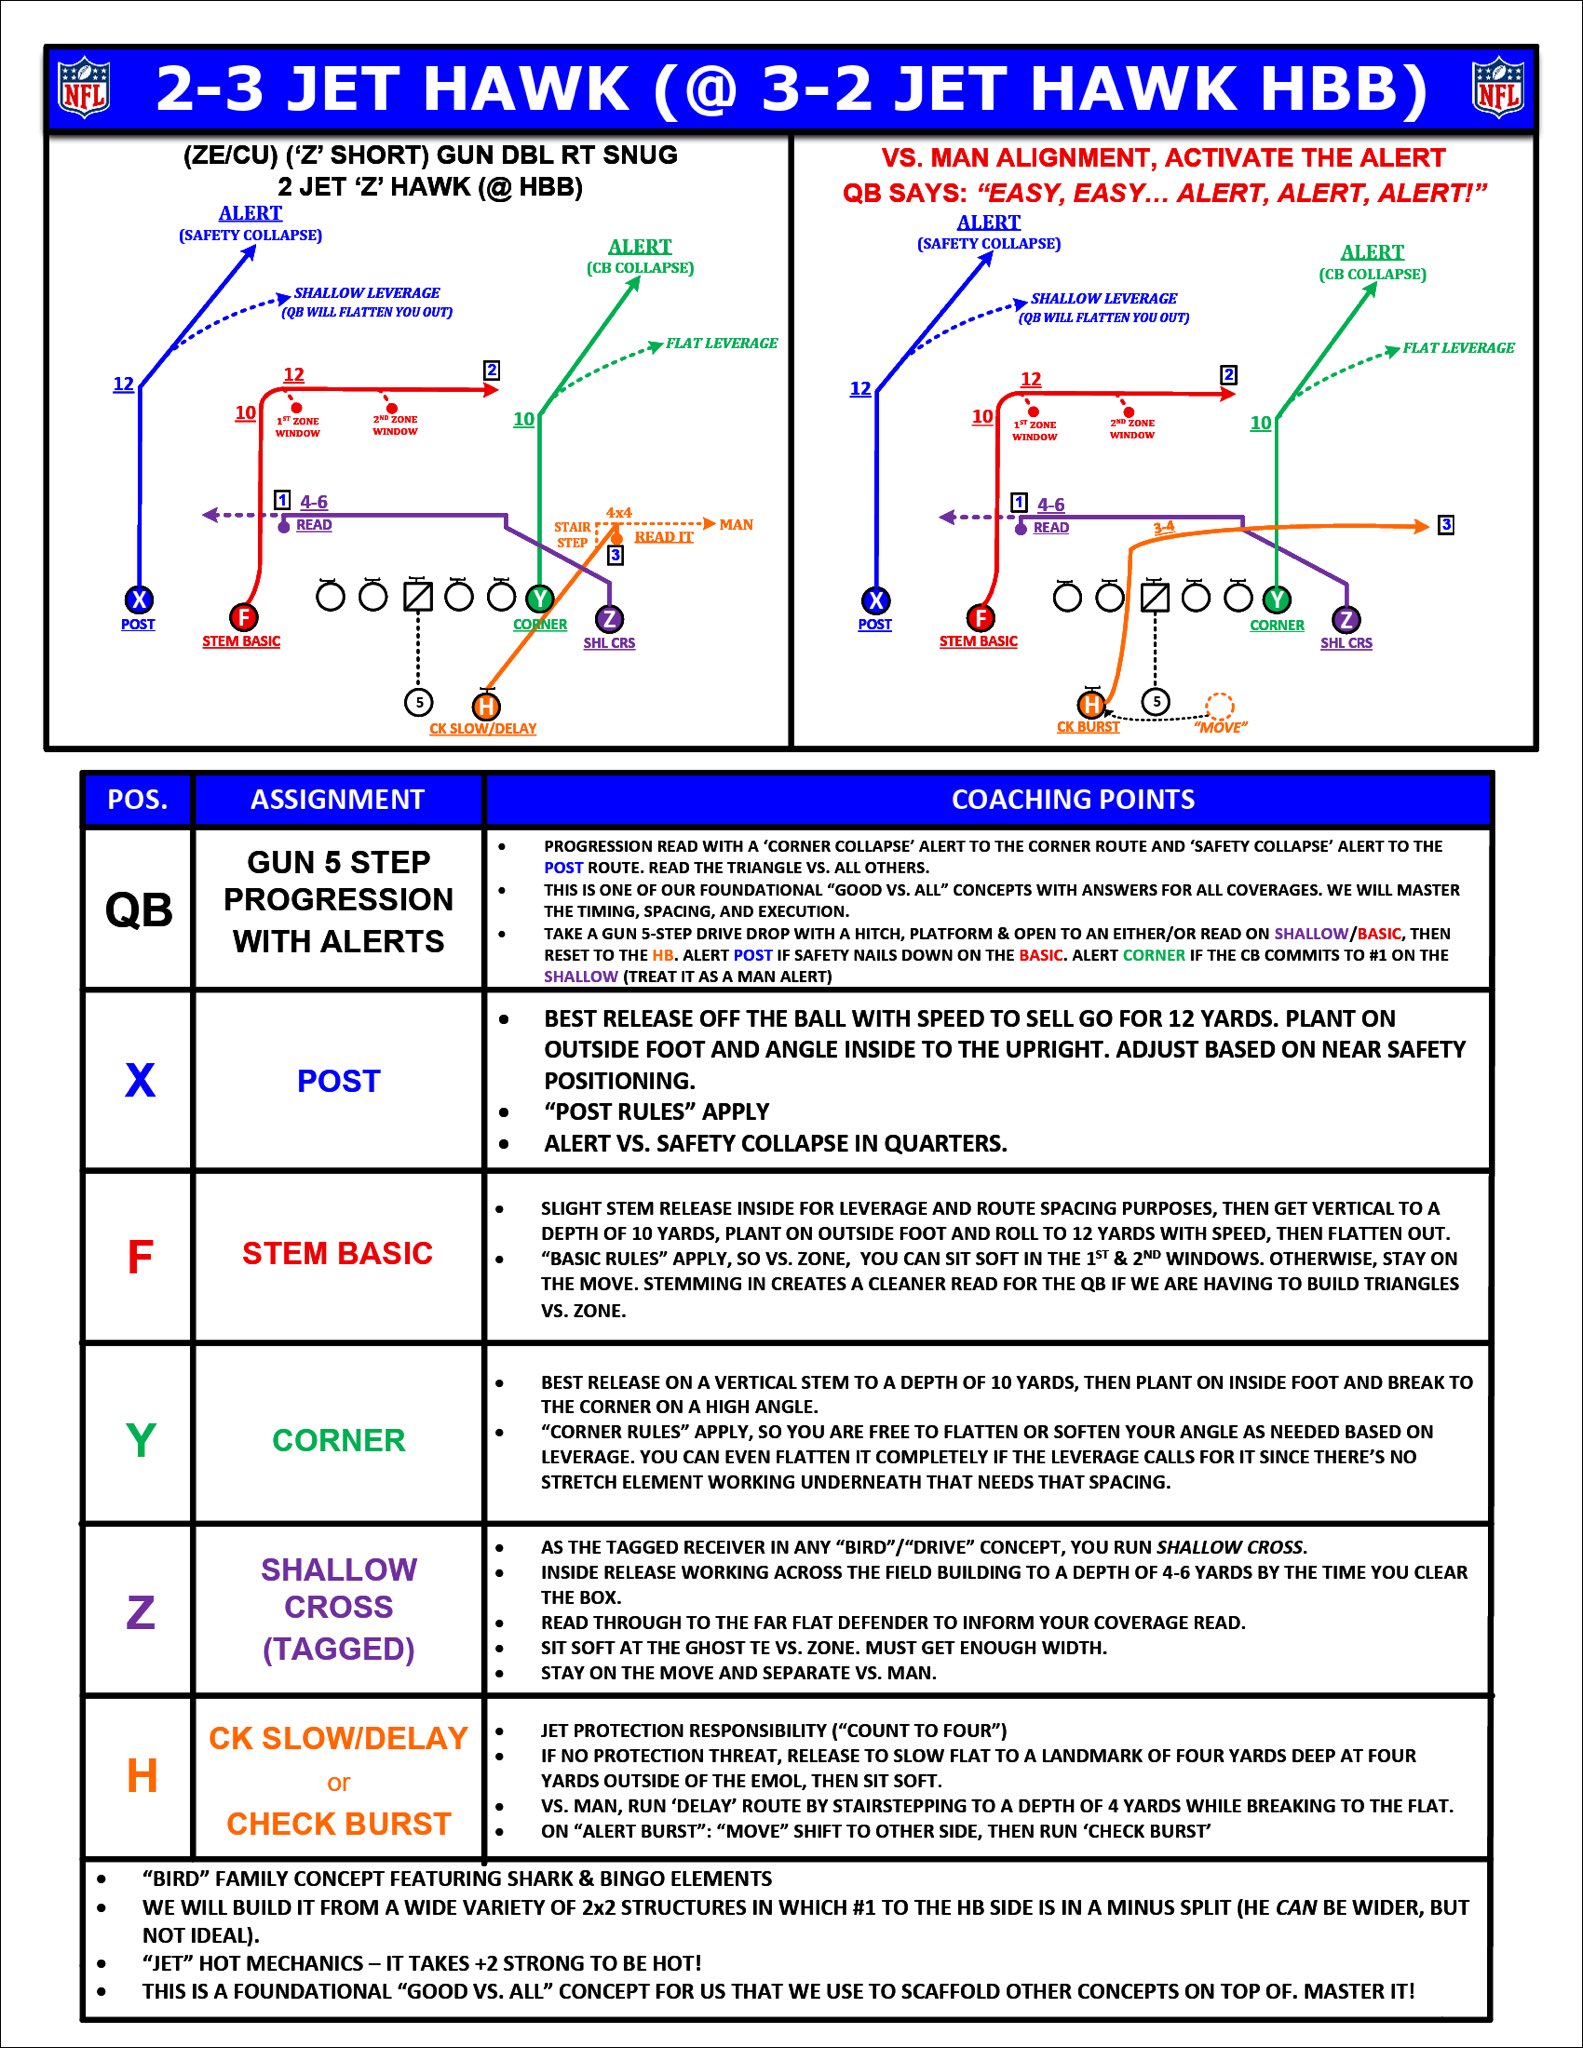 NFL
2-3 JET HAWK (@ 3-2 JET HAWK HBB)
NFL
(ZE/CU) (‘Z’ SHORT) GUN DBL RT SNUG
2 JET ‘Z’ HAWK (@ HBB)
ALERT
(SAFETY COLLAPSE)
ALERT
(CB COLLAPSE)
SHALLOW LEVERAGE
(QB WILL FLATTEN YOU OUT)
FLAT LEVERAGE
12
12
2
10
1ST ZONE
WINDOW
2ND ZONE
WINDOW
10
1
4-6
READ
4x4
STAIR
STEP
MAN
READ IT
3
X
POST
F
STEM BASIC
Y
CORNER
Z
SHL CRS
5
H
CK SLOW/DELAY
VS. MAN ALIGNMENT, ACTIVATE THE ALERT
QB SAYS: “EASY, EASY… ALERT, ALERT, ALERT!”
ALERT
(SAFETY COLLAPSE)
ALERT
(CB COLLAPSE)
SHALLOW LEVERAGE
(QB WILL FLATTEN YOU OUT)
FLAT LEVERAGE
12
12
2
10
1ST ZONE
WINDOW
2ND ZONE
WINDOW
10
1
4-6
READ
3-4
3
X
POST
F
STEM BASIC
Y
CORNER
Z
SHL CRS
H
CK BURST
5
“MOVE”
POS.
ASSIGNMENT
COACHING POINTS
QB
GUN 5 STEP
PROGRESSION
WITH ALERTS
• PROGRESSION READ WITH A ‘CORNER COLLAPSE’ ALERT TO THE CORNER ROUTE AND ‘SAFETY COLLAPSE’ ALERT TO THE
POST ROUTE. READ THE TRIANGLE VS. ALL OTHERS.
• THIS IS ONE OF OUR FOUNDATIONAL “GOOD VS. ALL” CONCEPTS WITH ANSWERS FOR ALL COVERAGES. WE WILL MASTER
THE TIMING, SPACING, AND EXECUTION.
• TAKE A GUN 5-STEP DRIVE DROP WITH A HITCH, PLATFORM & OPEN TO AN EITHER/OR READ ON SHALLOW/BASIC, THEN
RESET TO THE HB. ALERT POST IF SAFETY NAILS DOWN ON THE BASIC. ALERT CORNER IF THE CB COMMITS TO #1 ON THE
SHALLOW (TREAT IT AS A MAN ALERT)
X
POST
• BEST RELEASE OFF THE BALL WITH SPEED TO SELL GO FOR 12 YARDS. PLANT ON
OUTSIDE FOOT AND ANGLE INSIDE TO THE UPRIGHT. ADJUST BASED ON NEAR SAFETY
POSITIONING.
• “POST RULES” APPLY
• ALERT VS. SAFETY COLLAPSE IN QUARTERS.
F
STEM BASIC
• SLIGHT STEM RELEASE INSIDE FOR LEVERAGE AND ROUTE SPACING PURPOSES, THEN GET VERTICAL TO A
DEPTH OF 10 YARDS, PLANT ON OUTSIDE FOOT AND ROLL TO 12 YARDS WITH SPEED, THEN FLATTEN OUT.
• “BASIC RULES” APPLY, SO VS. ZONE, YOU CAN SIT SOFT IN THE 1ST & 2ND WINDOWS. OTHERWISE, STAY ON
THE MOVE. STEMMING IN CREATES A CLEANER READ FOR THE QB IF WE ARE HAVING TO BUILD TRIANGLES
VS. ZONE.
Y
CORNER
• BEST RELEASE ON A VERTICAL STEM TO A DEPTH OF 10 YARDS, THEN PLANT ON INSIDE FOOT AND BREAK TO
THE CORNER ON A HIGH ANGLE.
• “CORNER RULES” APPLY, SO YOU ARE FREE TO FLATTEN OR SOFTEN YOUR ANGLE AS NEEDED BASED ON
LEVERAGE. YOU CAN EVEN FLATTEN IT COMPLETELY IF THE LEVERAGE CALLS FOR IT SINCE THERE’S NO
STRETCH ELEMENT WORKING UNDERNEATH THAT NEEDS THAT SPACING.
Z
SHALLOW
CROSS
(TAGGED)
• AS THE TAGGED RECEIVER IN ANY “BIRD”/“DRIVE” CONCEPT, YOU RUN SHALLOW CROSS.
• INSIDE RELEASE WORKING ACROSS THE FIELD BUILDING TO A DEPTH OF 4-6 YARDS BY THE TIME YOU CLEAR
THE BOX.
• READ THROUGH TO THE FAR FLAT DEFENDER TO INFORM YOUR COVERAGE READ.
• SIT SOFT AT THE GHOST TE VS. ZONE. MUST GET ENOUGH WIDTH.
• STAY ON THE MOVE AND SEPARATE VS. MAN.
H
CK SLOW/DELAY
or
CHECK BURST
• JET PROTECTION RESPONSIBILITY (“COUNT TO FOUR”)
• IF NO PROTECTION THREAT, RELEASE TO SLOW FLAT TO A LANDMARK OF FOUR YARDS DEEP AT FOUR
YARDS OUTSIDE OF THE EMOL, THEN SIT SOFT.
• VS. MAN, RUN ‘DELAY’ ROUTE BY STAIRSTEPPING TO A DEPTH OF 4 YARDS WHILE BREAKING TO THE FLAT.
• ON “ALERT BURST”: “MOVE” SHIFT TO OTHER SIDE, THEN RUN ‘CHECK BURST’
• “BIRD” FAMILY CONCEPT FEATURING SHARK & BINGO ELEMENTS
• WE WILL BUILD IT FROM A WIDE VARIETY OF 2x2 STRUCTURES IN WHICH #1 TO THE HB SIDE IS IN A MINUS SPLIT (HE CAN BE WIDER, BUT
NOT IDEAL).
• “JET” HOT MECHANICS – IT TAKES +2 STRONG TO BE HOT!
• THIS IS A FOUNDATIONAL “GOOD VS. ALL” CONCEPT FOR US THAT WE USE TO SCAFFOLD OTHER CONCEPTS ON TOP OF. MASTER IT!